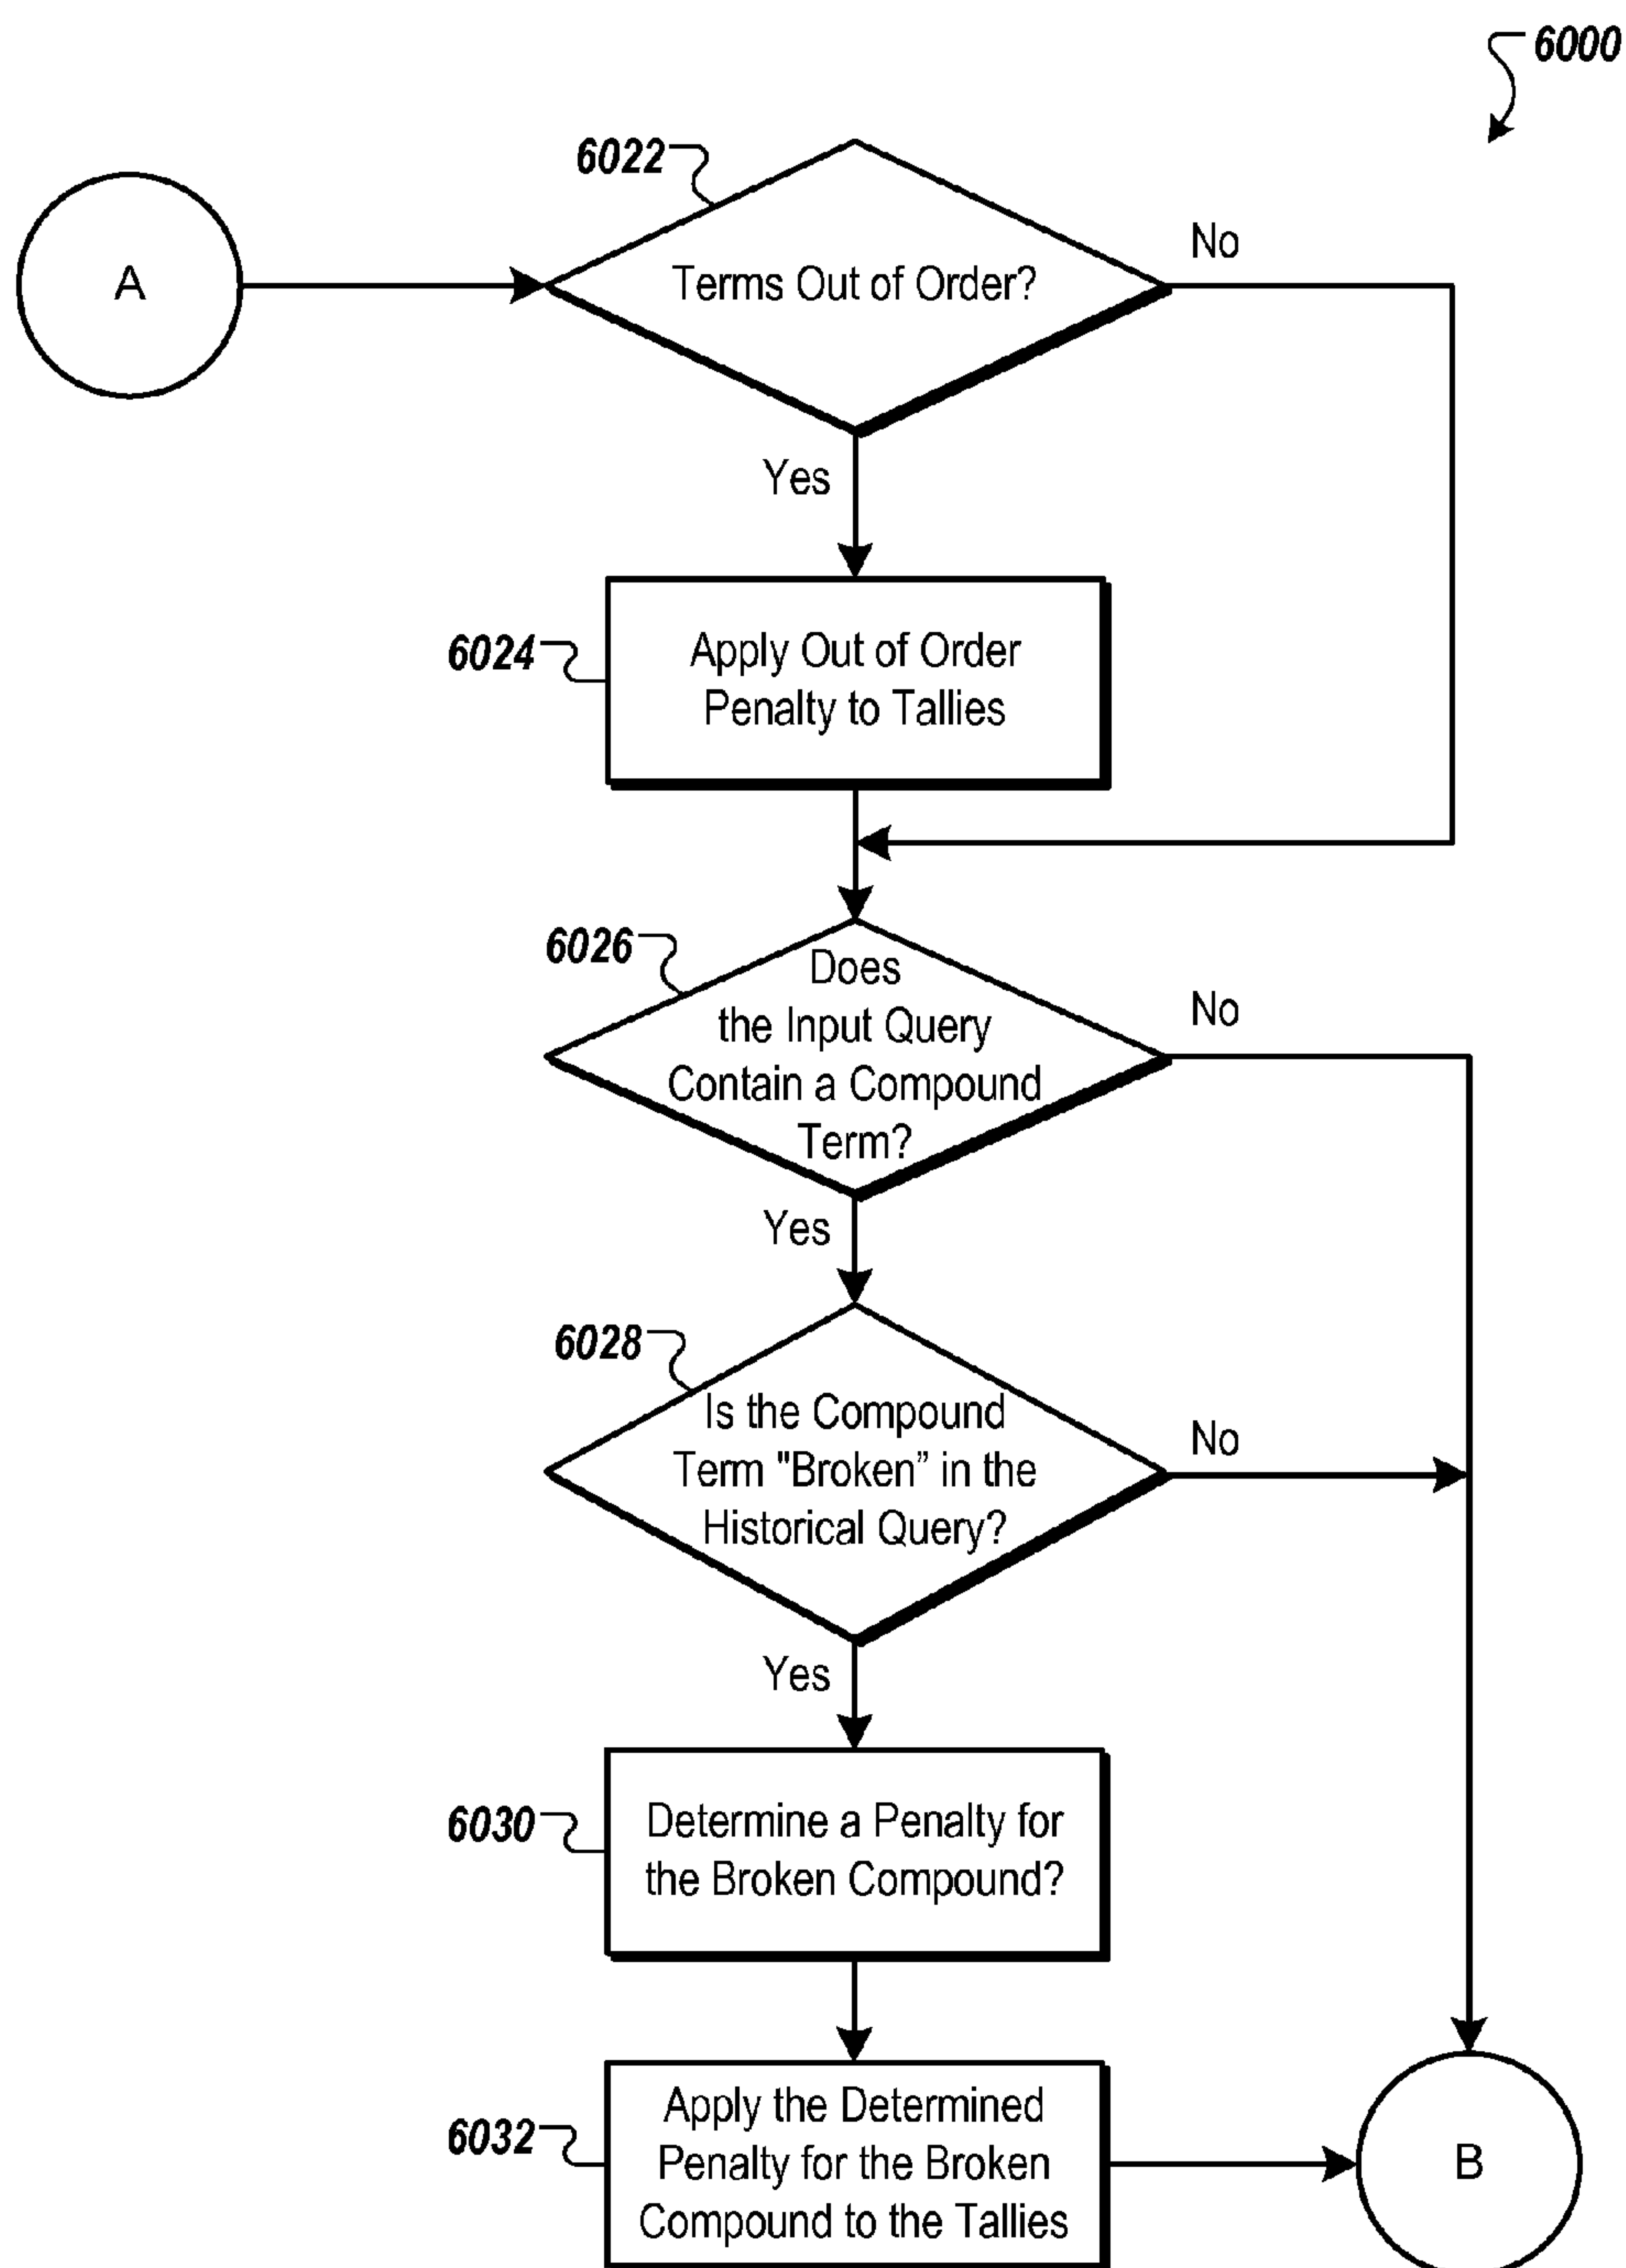 6000
6022
A
Terms Out of Order?
No
Yes
6024
Apply Out of Order
Penalty to Tallies
6026
Does
the Input Query
Contain a Compound
Term?
No
Yes
6028
Is the Compound
Term "Broken” in the
Historical Query?
No
Yes
6030
Determine a Penalty for
the Broken Compound?
6032
Apply the Determined
Penalty for the Broken
Compound to the Tallies
B